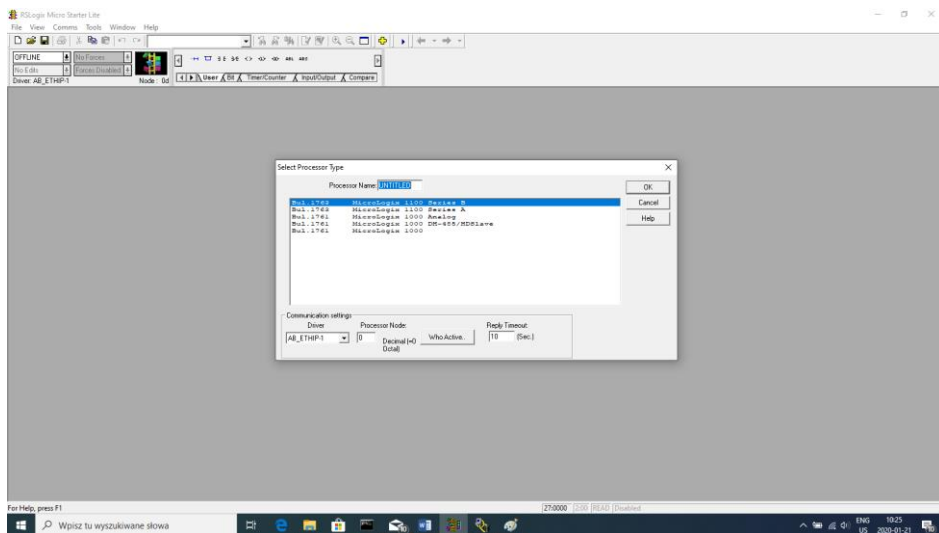 RSLogix Micro Starter Lite
File View Comms Tools Window Help
OFFLINE No Forces
No Edits Forces Disabled
Driver: AB_ETHIP-1 Node: 0d
User Bit Timer/Counter Input/Output Compare
Select Processor Type
Processor Name: UNTITLED
OK
Cancel
Help
Bul.1763 MicroLogix 1100 Series B
Bul.1763 MicroLogix 1100 Series A
Bul.1761 MicroLogix 1000 Analog
Bul.1761 MicroLogix 1000 DH-485/HDSlave
Bul.1761 MicroLogix 1000
Communication settings
Driver Processor Node: Reply Timeout:
AB_ETHIP-1 0 Decimal (=0 Octal) Who Active.. 10 (Sec.)
For Help, press F1
2?:0000 2:00 READ Disabled
Wpisz tu wyszukiwane słowa
ENG 10:25
US 2020-01-21